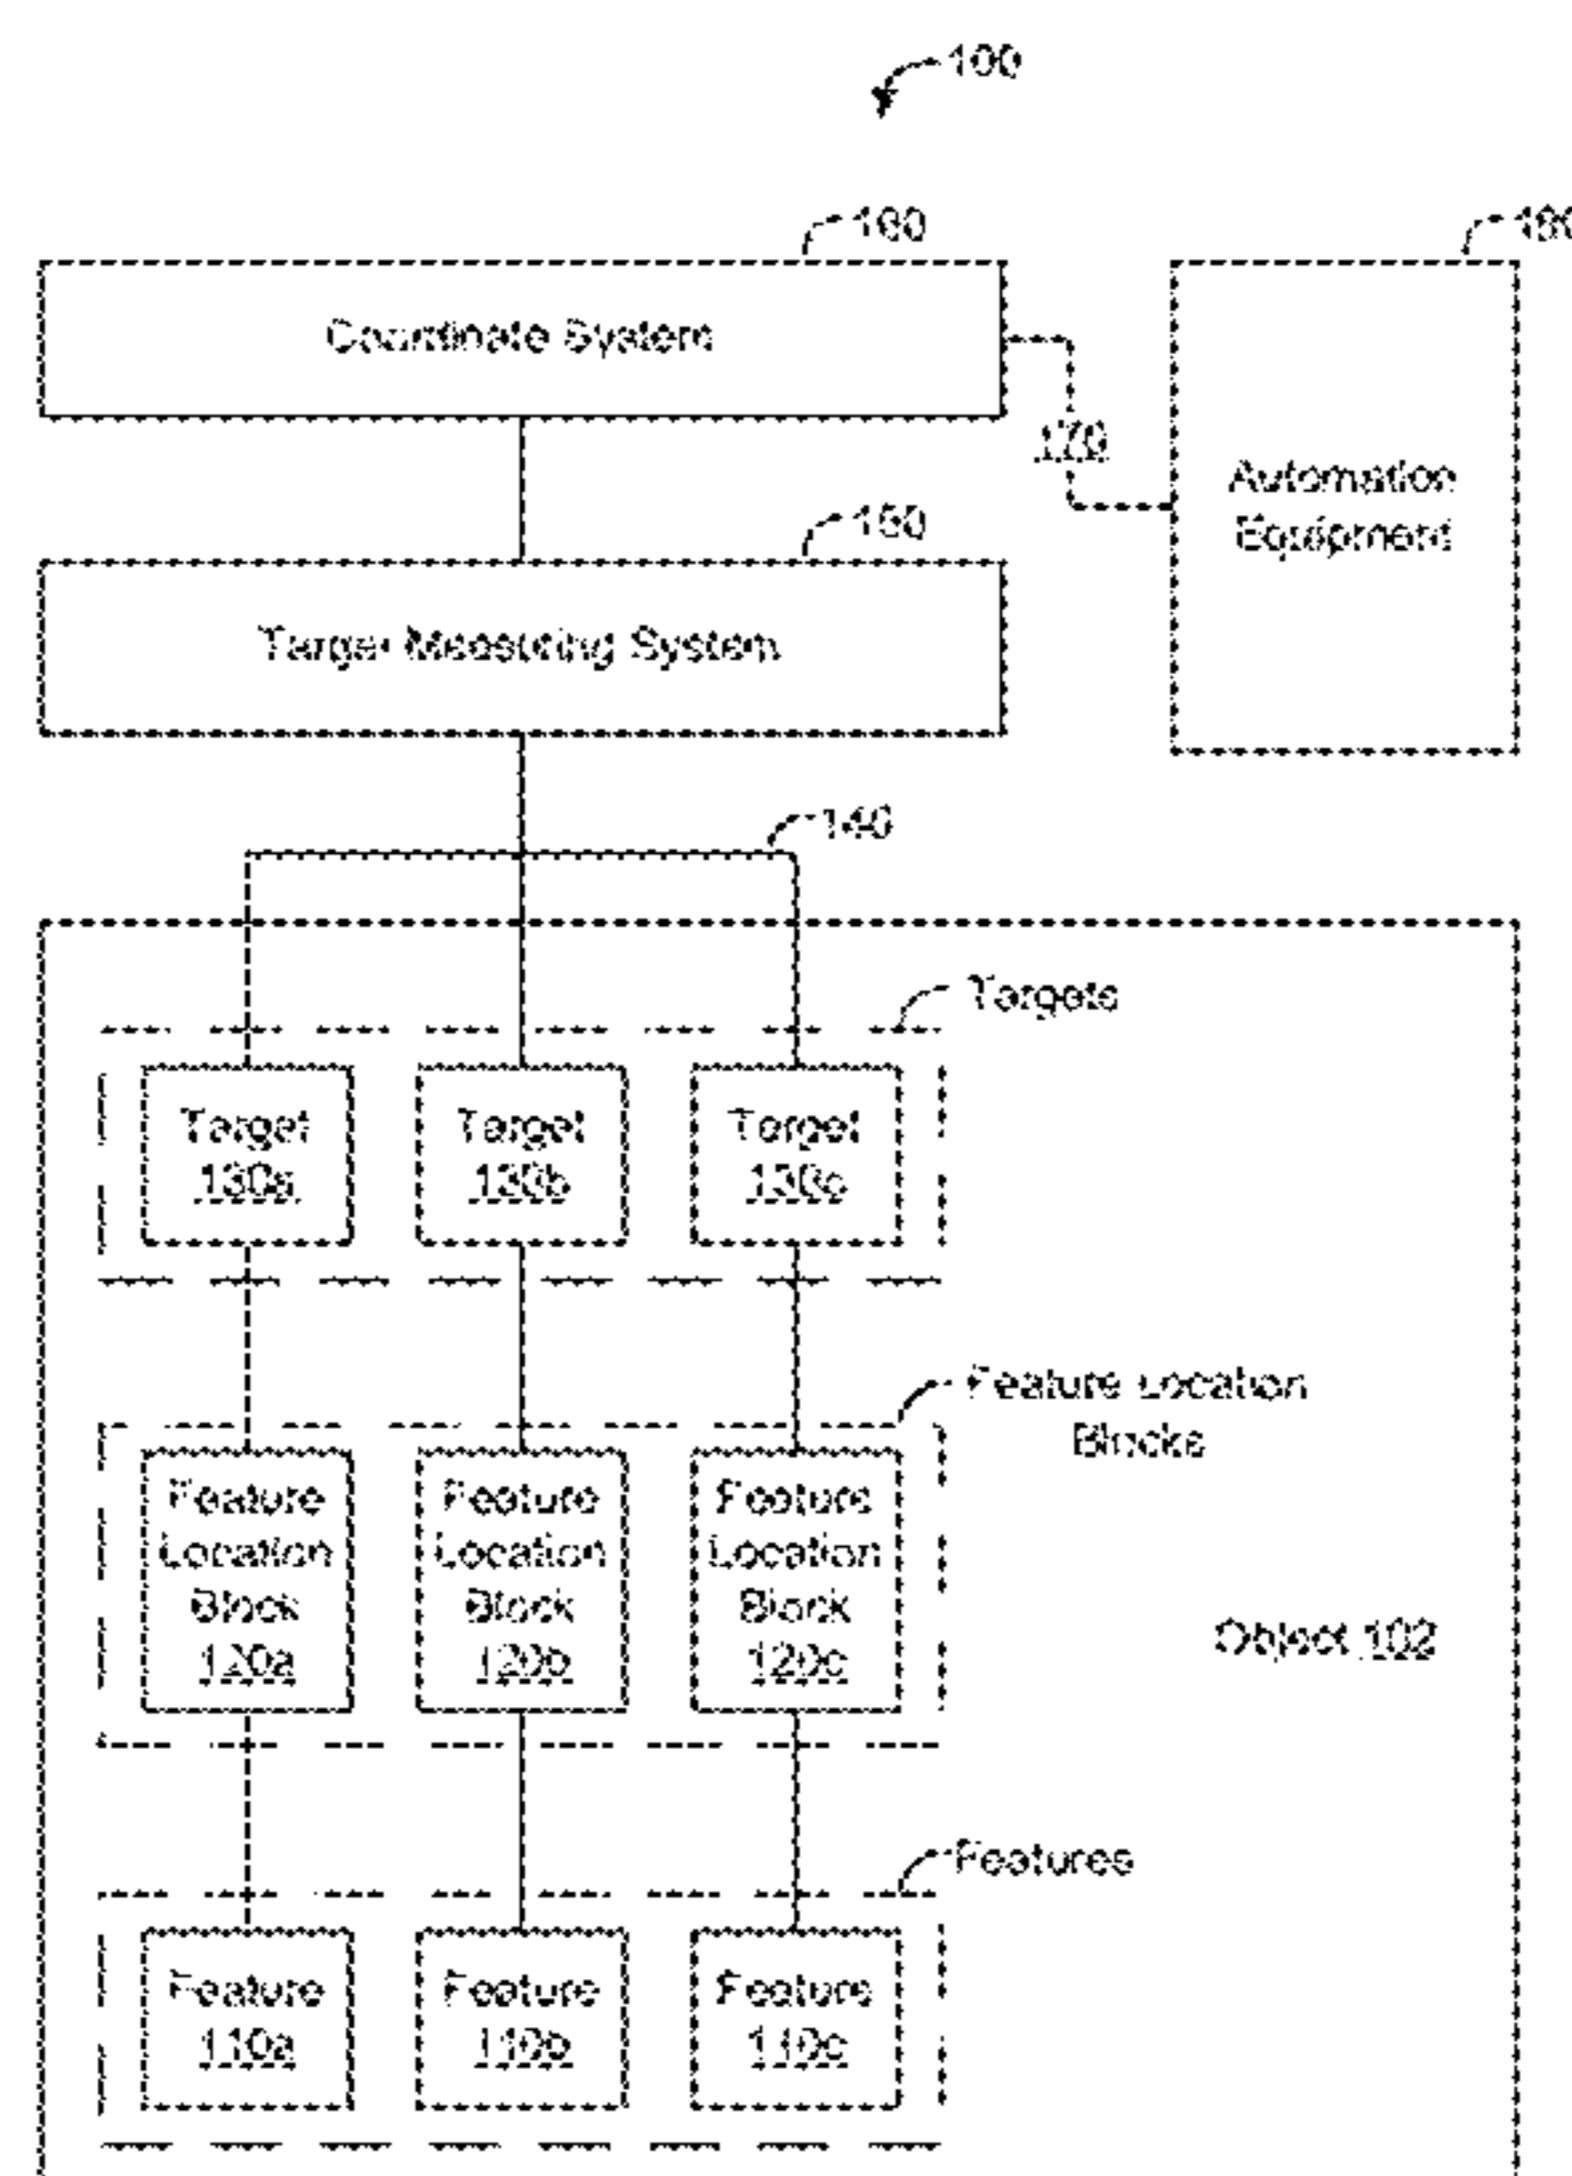 100
160
Coordinate System
170
Automation
Equipment
150
Target Measuring System
140
Targets
Target
130a
Target
130b
Target
130c
Feature Location
Blocks
Feature
Location
Block
120a
Feature
Location
Block
120b
Feature
Location
Block
120c
Object 102
Features
Feature
110a
Feature
110b
Feature
110c